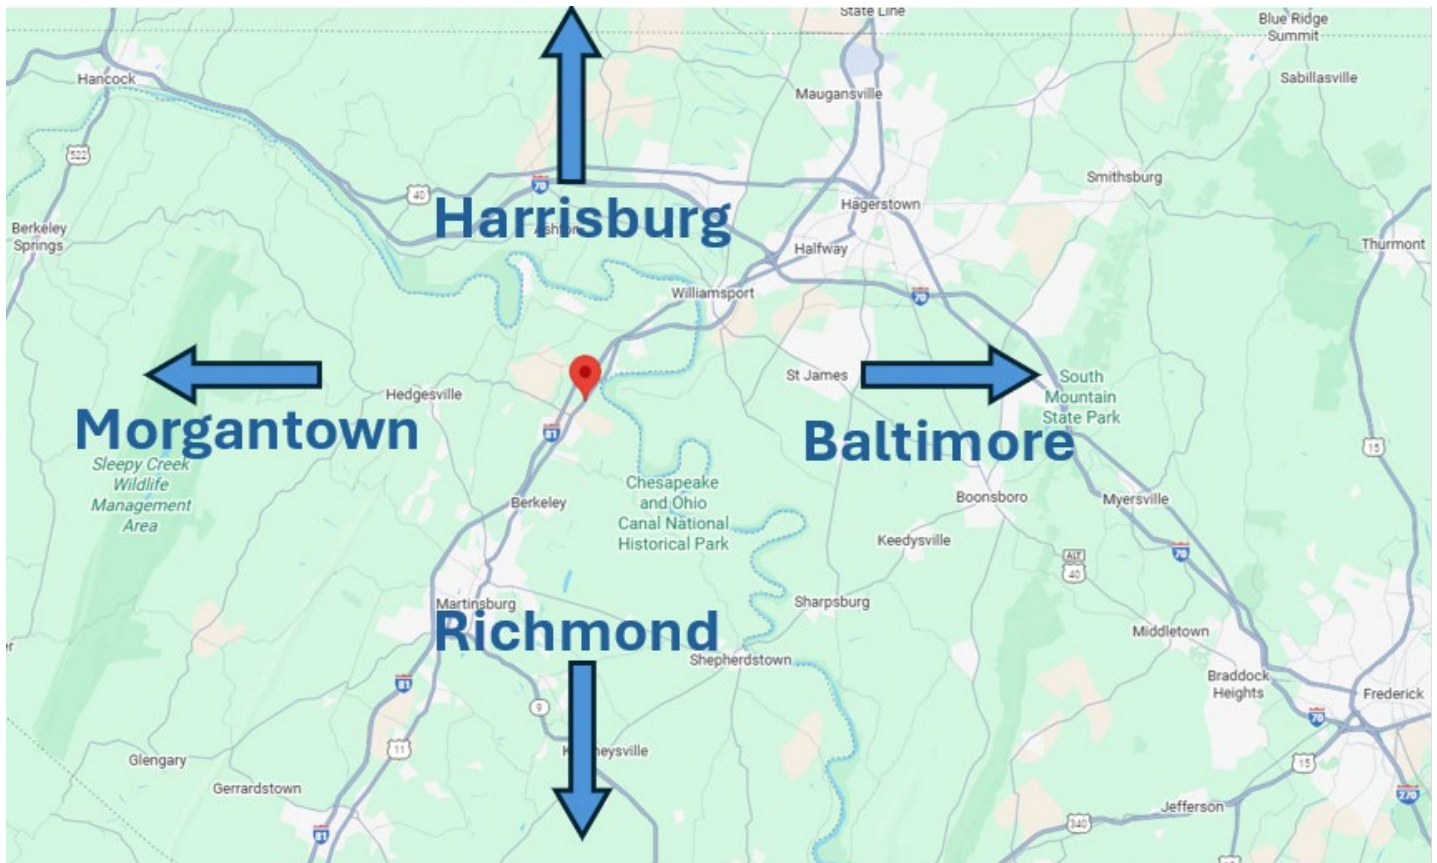 State Line
Blue Ridge
Summit
Hancock
Sabillasville
Maugansville
522
40
70
Smithsburg
Harrisburg
Hagerstown
Berkeley
Springs
Halfway
Thurmont
Williamsport
70
St James
South
Mountain
State Park
Hedgesville
Morgantown
81
Baltimore
15
Sleepy Creek
Wildlife
Management
Area
Chesapeake
and Ohio
Canal National
Historical Park
Berkeley
Boonsboro
Myersville
Keedysville
ALT
40
70
Martinsburg
Sharpsburg
Richmond
Middletown
Shepherdstown
Braddock
Heights
81
Frederick
9
70
11
15
Glengary
Gerrardstown
270
Jefferson
340
81